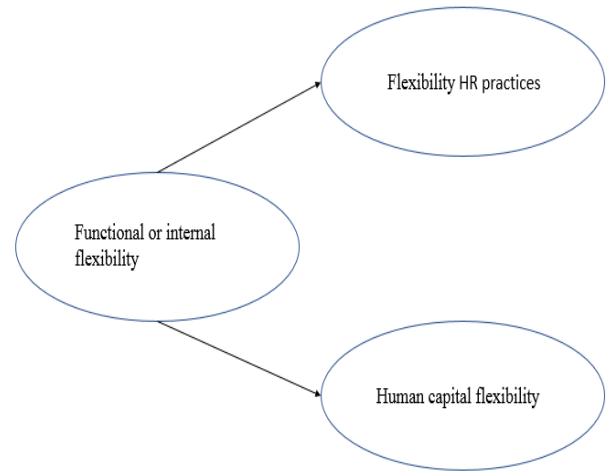 Flexibility HR practices
Functional or internal
flexibility
Human capital flexibility